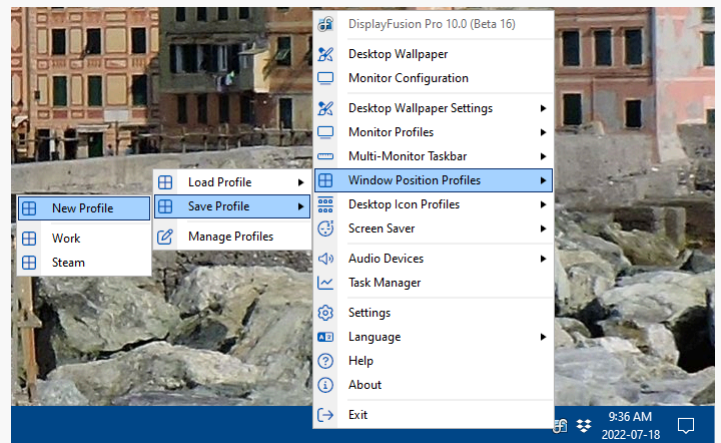 DisplayFusion Pro 10.0 (Beta 16)
Desktop Wallpaper
Monitor Configuration
Desktop Wallpaper Settings
Monitor Profiles
Multi-Monitor Taskbar
Window Position Profiles
Desktop Icon Profiles
Screen Saver
Audio Devices
Task Manager
Settings
Language
Help
About
Exit
Load Profile
Save Profile
Manage Profiles
New Profile
Work
Steam
9:36 AM
2022-07-18